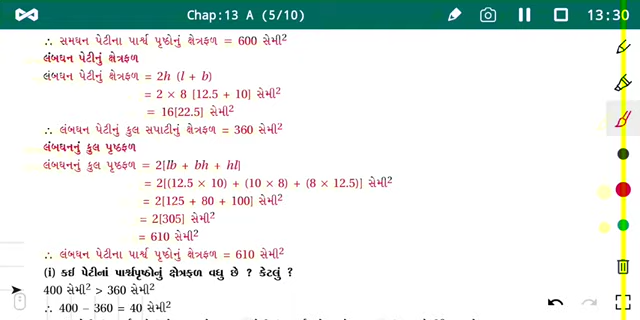 Chap:13 A (5/10)
13:30
∴ સમઘન પેટીના પાર્શ્વ પૃષ્ઠોનું ક્ષેત્રફળ = 600 સેમી²
લંબઘન પેટીનું ક્ષેત્રફળ
લંબઘન પેટીનું ક્ષેત્રફળ = 2h (l + b)
= 2 × 8 [12.5 + 10] સેમી²
= 16[22.5] સેમી²
∴ લંબઘન પેટીનું કુલ સપાટીનું ક્ષેત્રફળ = 360 સેમી²
લંબઘનનું કુલ પૃષ્ઠફળ
લંબઘનનું કુલ પૃષ્ઠફળ = 2[lb + bh + hl]
= 2[(12.5 × 10) + (10 × 8) + (8 × 12.5)] સેમી²
= 2[125 + 80 + 100] સેમી²
= 2[305] સેમી²
= 610 સેમી²
∴ લંબઘન પેટીના પાર્શ્વ પૃષ્ઠોનું ક્ષેત્રફળ = 610 સેમી²
(i) કઈ પેટીનાં પાર્શ્વપૃષ્ઠોનું ક્ષેત્રફળ વધુ છે ? કેટલું ?
400 સેમી² > 360 સેમી²
∴ 400 – 360 = 40 સેમી²